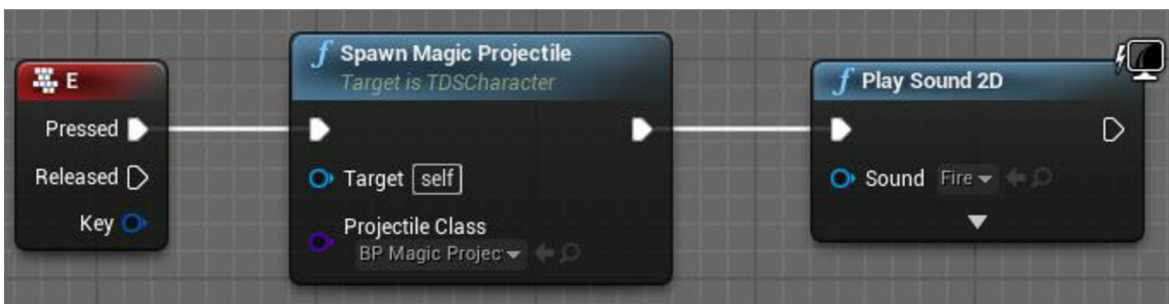 E
Pressed
Released
Key
f Spawn Magic Projectile
Target is TDSCharacter
Target self
Projectile Class
BP Magic Projec
f Play Sound 2D
Sound Fire